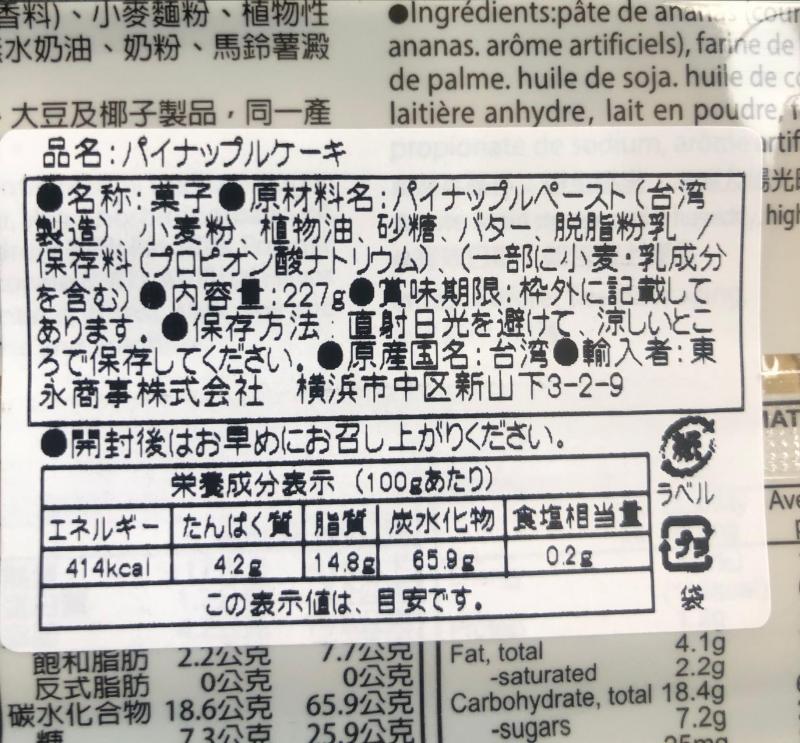 香料)、小麥麵粉、植物性
水奶油、奶粉、馬鈴薯澱
大豆及椰子製品，同一產
●Ingrédients:pâte de ananas
ananas. arôme artificiels), farine de
de palme. huile de soja. huile de
laitière anhydre, lait en poudre,
propionate de sodium, arôme artif
high
品名:パイナップルケーキ
●名称:菓子●原材料名:パイナップルペースト(台湾
製造)、小麦粉、植物油、砂糖、バター、脱脂粉乳/
保存料(プロピオン酸ナトリウム)、(一部に小麦・乳成分
を含む)●内容量:227g●賞味期限:枠外に記載して
あります。●保存方法:直射日光を避けて、涼しいとこ
ろで保存してください。●原産国名:台湾●輸入者:東
永商事株式会社 横浜市中区新山下3-2-9
●開封後はお早めにお召し上がりください。
紙
ラベル
プラ
袋
栄養成分表示(100gあたり)
エネルギー たんぱく質 脂質 炭水化物 食塩相当量
414kcal 4.2g 14.8g 65.9g 0.2g
この表示値は、目安です。
飽和脂肪 2.2公克 7.7公克
反式脂肪 0公克 0公克
碳水化合物 18.6公克 65.9公克
糖 7.3公克 25.9公克
Fat, total 4.1g
-saturated 2.2g
Carbohydrate, total 18.4g
-sugars 7.2g